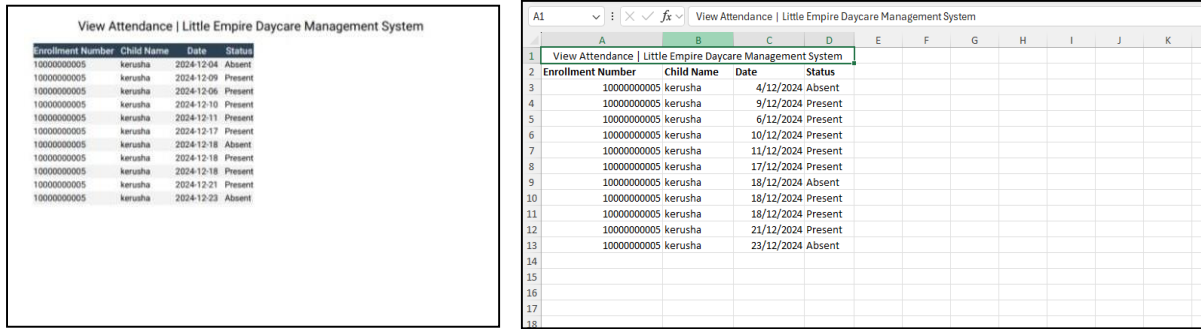 View Attendance | Little Empire Daycare Management System
Enrollment Number Child Name Date Status
10000000005 kerusha 2024-12-04 Absent
10000000005 kerusha 2024-12-09 Present
10000000005 kerusha 2024-12-06 Present
10000000005 kerusha 2024-12-10 Present
10000000005 kerusha 2024-12-11 Present
10000000005 kerusha 2024-12-17 Present
10000000005 kerusha 2024-12-18 Absent
10000000005 kerusha 2024-12-18 Present
10000000005 kerusha 2024-12-18 Present
10000000005 kerusha 2024-12-21 Present
10000000005 kerusha 2024-12-23 Absent
A1 fx View Attendance | Little Empire Daycare Management System
A B C D E F G H I J K
1 View Attendance | Little Empire Daycare Management System
2 Enrollment Number Child Name Date Status
3 10000000005 kerusha 4/12/2024 Absent
4 10000000005 kerusha 9/12/2024 Present
5 10000000005 kerusha 6/12/2024 Present
6 10000000005 kerusha 10/12/2024 Present
7 10000000005 kerusha 11/12/2024 Present
8 10000000005 kerusha 17/12/2024 Present
9 10000000005 kerusha 18/12/2024 Absent
10 10000000005 kerusha 18/12/2024 Present
11 10000000005 kerusha 18/12/2024 Present
12 10000000005 kerusha 21/12/2024 Present
13 10000000005 kerusha 23/12/2024 Absent
14
15
16
17
18